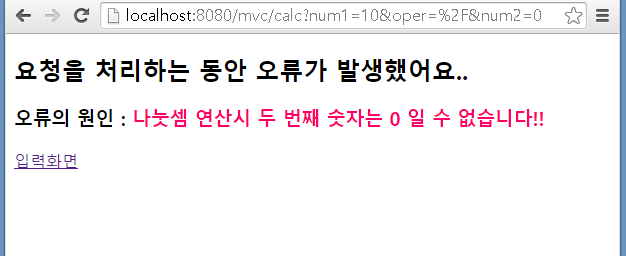 localhost:8080/mvc/calc?num1=10&oper=%2F&num2=0
요청을 처리하는 동안 오류가 발생했어요..
오류의 원인 : 나눗셈 연산시 두 번째 숫자는 0 일 수 없습니다!!
입력화면